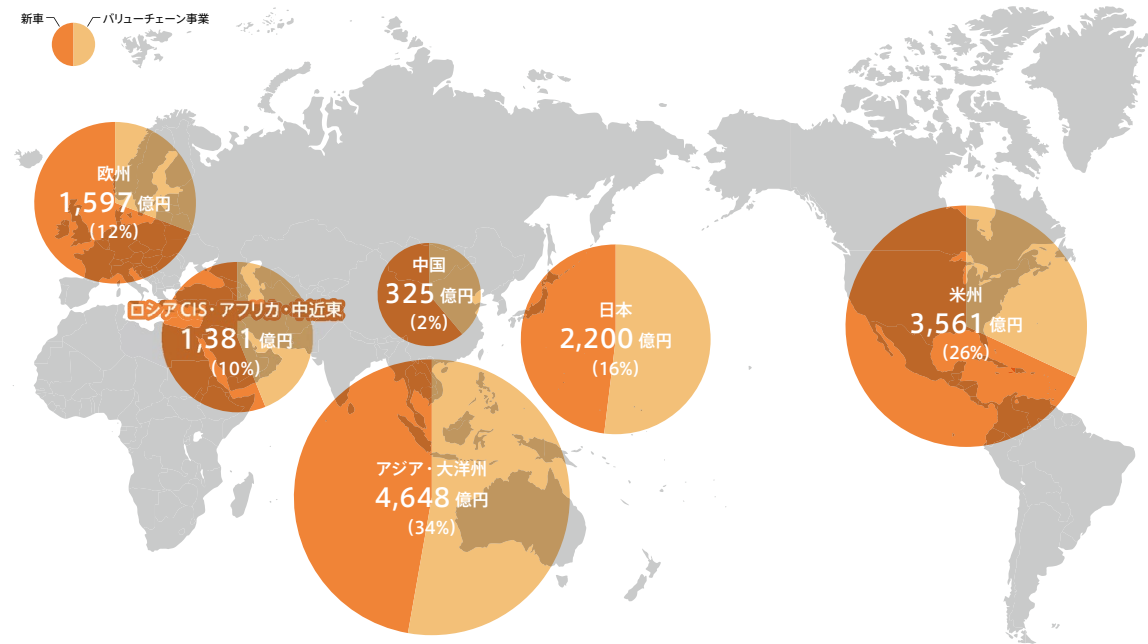 新車
バリューチェーン事業
欧州
1,597 億円
(12%)
ロシア CIS・アフリカ・中近東
1,381 億円
(10%)
中国
325 億円
(2%)
日本
2,200 億円
(16%)
米州
3,561 億円
(26%)
アジア・大洋州
4,648 億円
(34%)